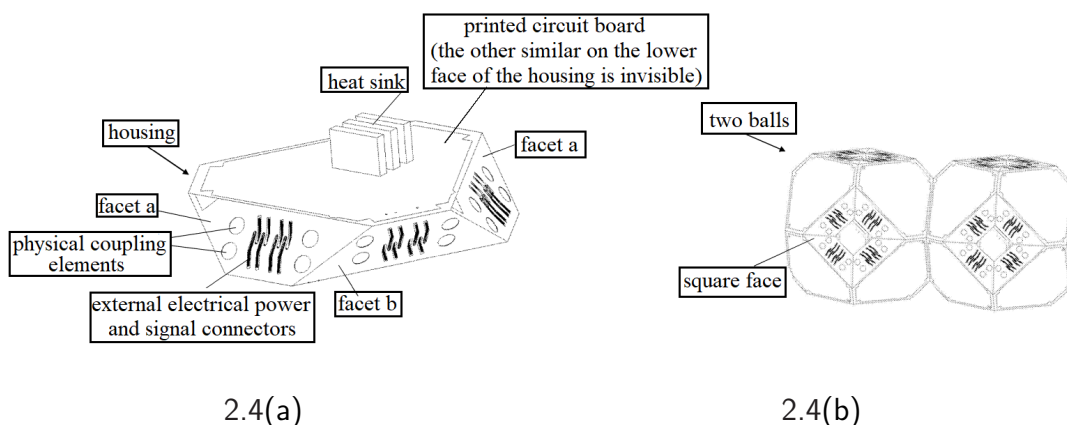 printed circuit board
(the other similar on the lower
face of the housing is invisible)
heat sink
housing
facet a
facet a
physical coupling
elements
external electrical power
and signal connectors
facet b
two balls
square face
2.4(a)
2.4(b)